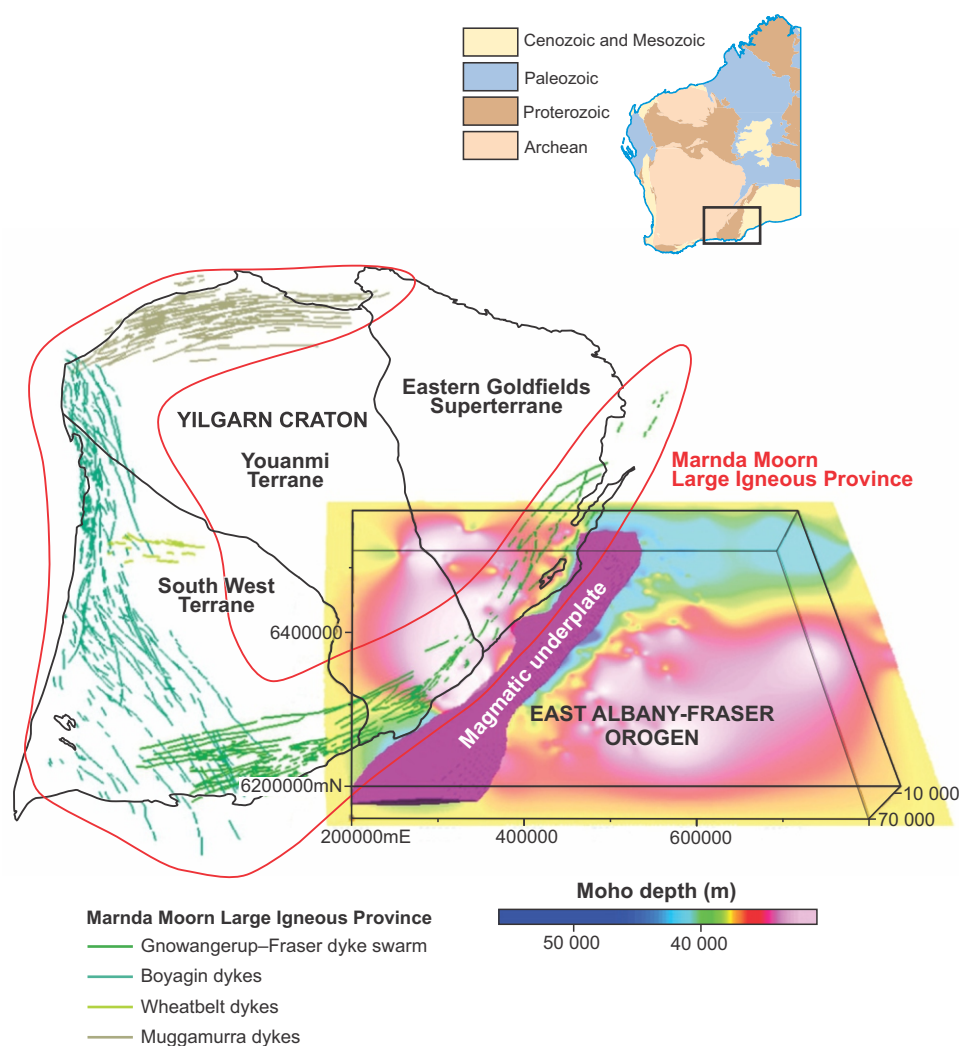 Cenozoic and Mesozoic
Paleozoic
Proterozoic
Archean
Eastern Goldfields
Superterrane
YILGARN CRATON
Youanmi
Terrane
Marnda Moorn
Large Igneous Province
South West
Terrane
6400000
Magmatic underplate
EAST ALBANY-FRASER
OROGEN
6200000mN
10 000
70 000
200000mE
400000
600000
Moho depth (m)
50 000
40 000
Marnda Moorn Large Igneous Province
Gnowangerup–Fraser dyke swarm
Boyagin dykes
Wheatbelt dykes
Muggamurra dykes